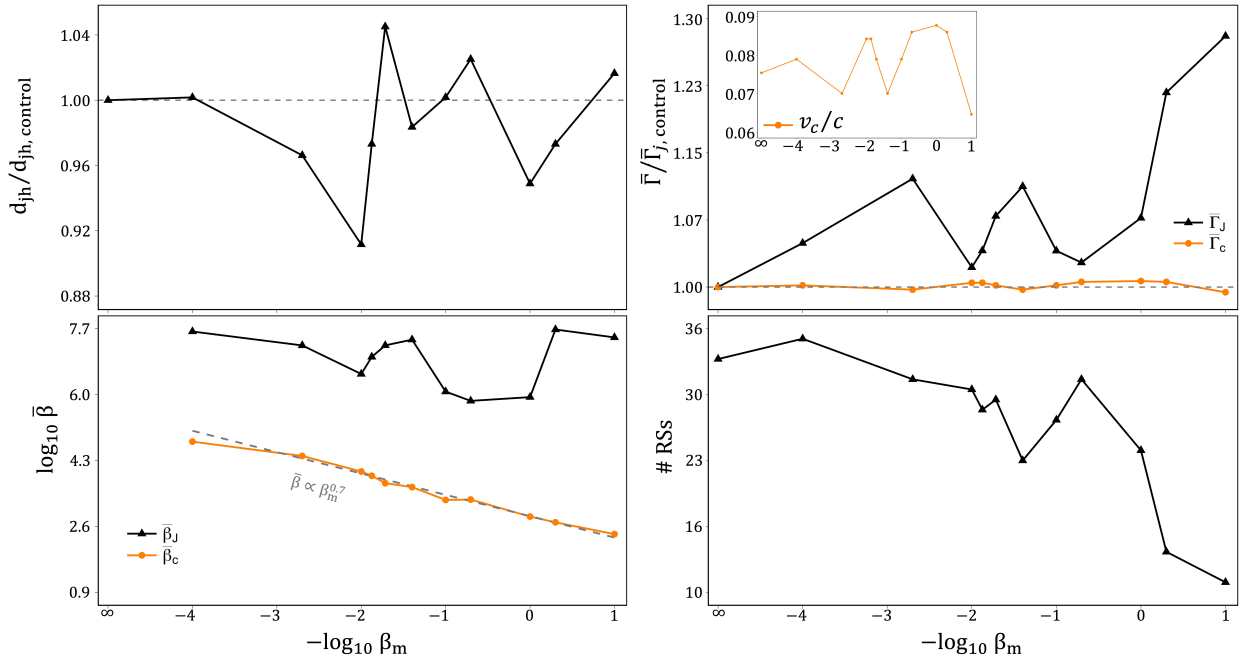 d_jh/d_jh, control
1.04
1.00
0.96
0.92
0.88
Γ̅/Γ̅_j, control
1.30
1.23
1.15
1.07
1.00
0.09
0.08
0.07
0.06
v_c/c
∞ −4 −2 −1 0 1
Γ̅_J
Γ̅_c
log₁₀ β̅
7.7
6.0
4.3
2.6
0.9
β̅ ∝ β_m^0.7
β̅_J
β̅_c
∞ −4 −3 −2 −1 0 1
−log₁₀ β_m
# RSs
36
30
23
16
10
∞ −4 −3 −2 −1 0 1
−log₁₀ β_m